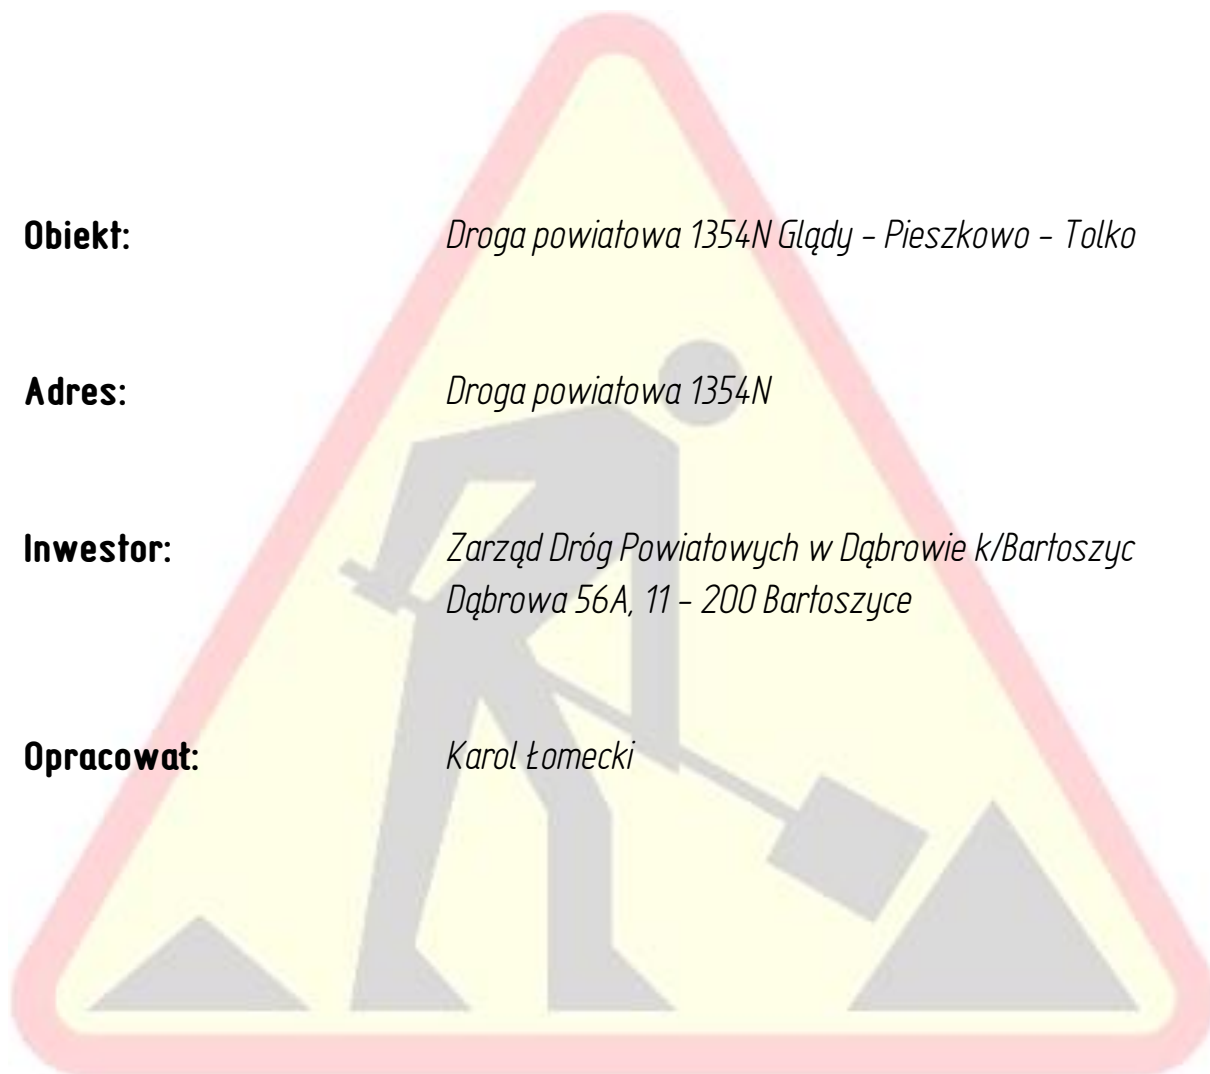 Obiekt: Droga powiatowa 1354N Glądy - Pieszkowo - Tolko
Adres: Droga powiatowa 1354N
Inwestor: Zarząd Dróg Powiatowych w Dąbrowie k/Bartoszyc
Dąbrowa 56A, 11 - 200 Bartoszyce
Opracował: Karol Łomecki